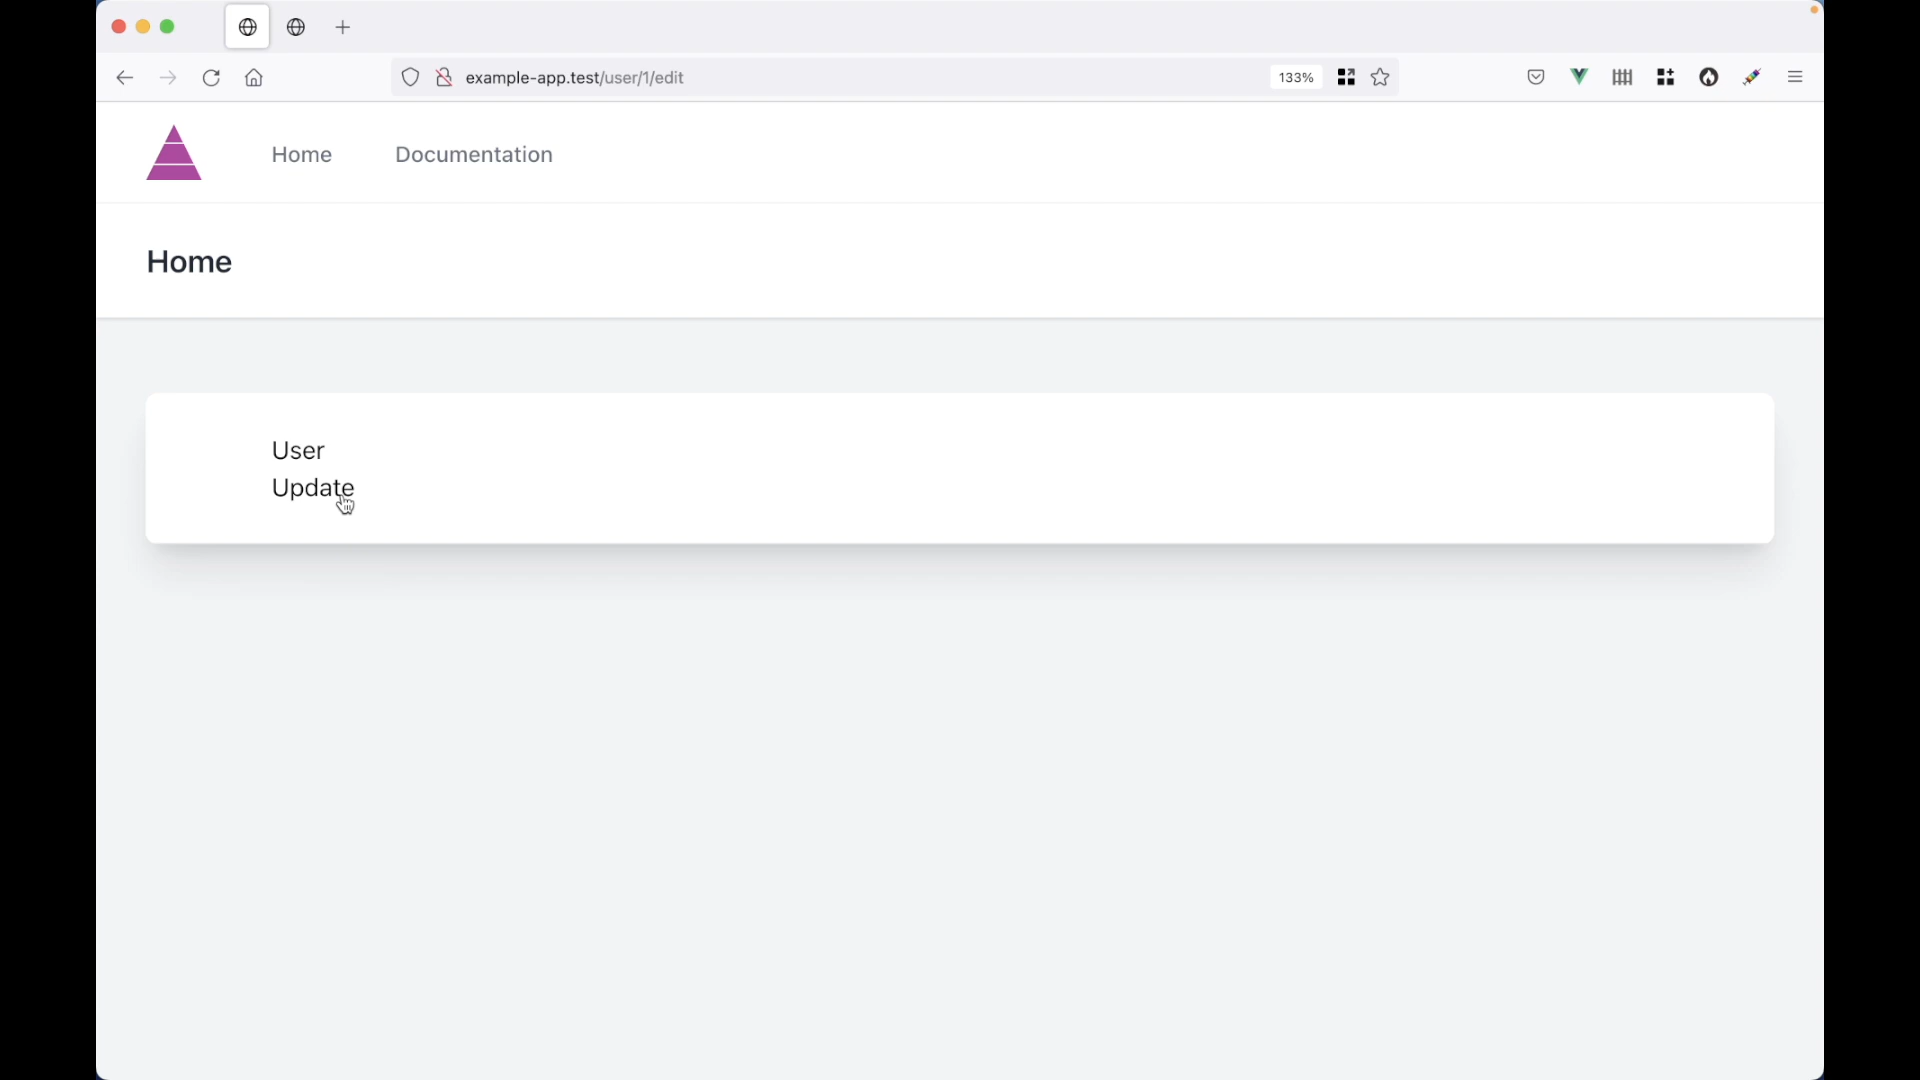 example-app.test/user/1/edit
133%
Home
Documentation
Home
User
Update